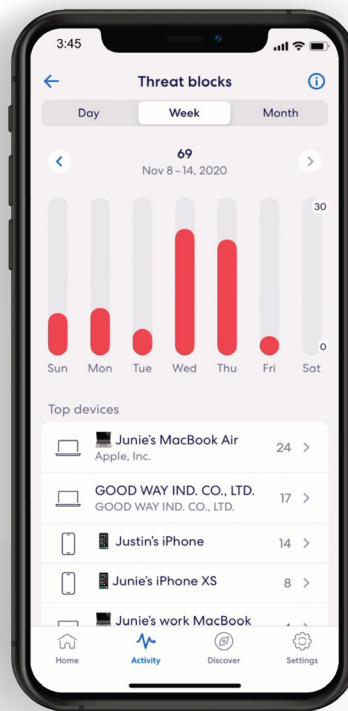 3:45
Threat blocks
Day Week Month
69
Nov 8–14, 2020
30
0
Sun Mon Tue Wed Thu Fri Sat
Top devices
Junie's MacBook Air 24
Apple, Inc.
GOOD WAY IND. CO., LTD. 17
GOOD WAY IND. CO., LTD.
Justin's iPhone 14
Junie's iPhone XS 8
Junie's work MacBook
Home Activity Discover Settings